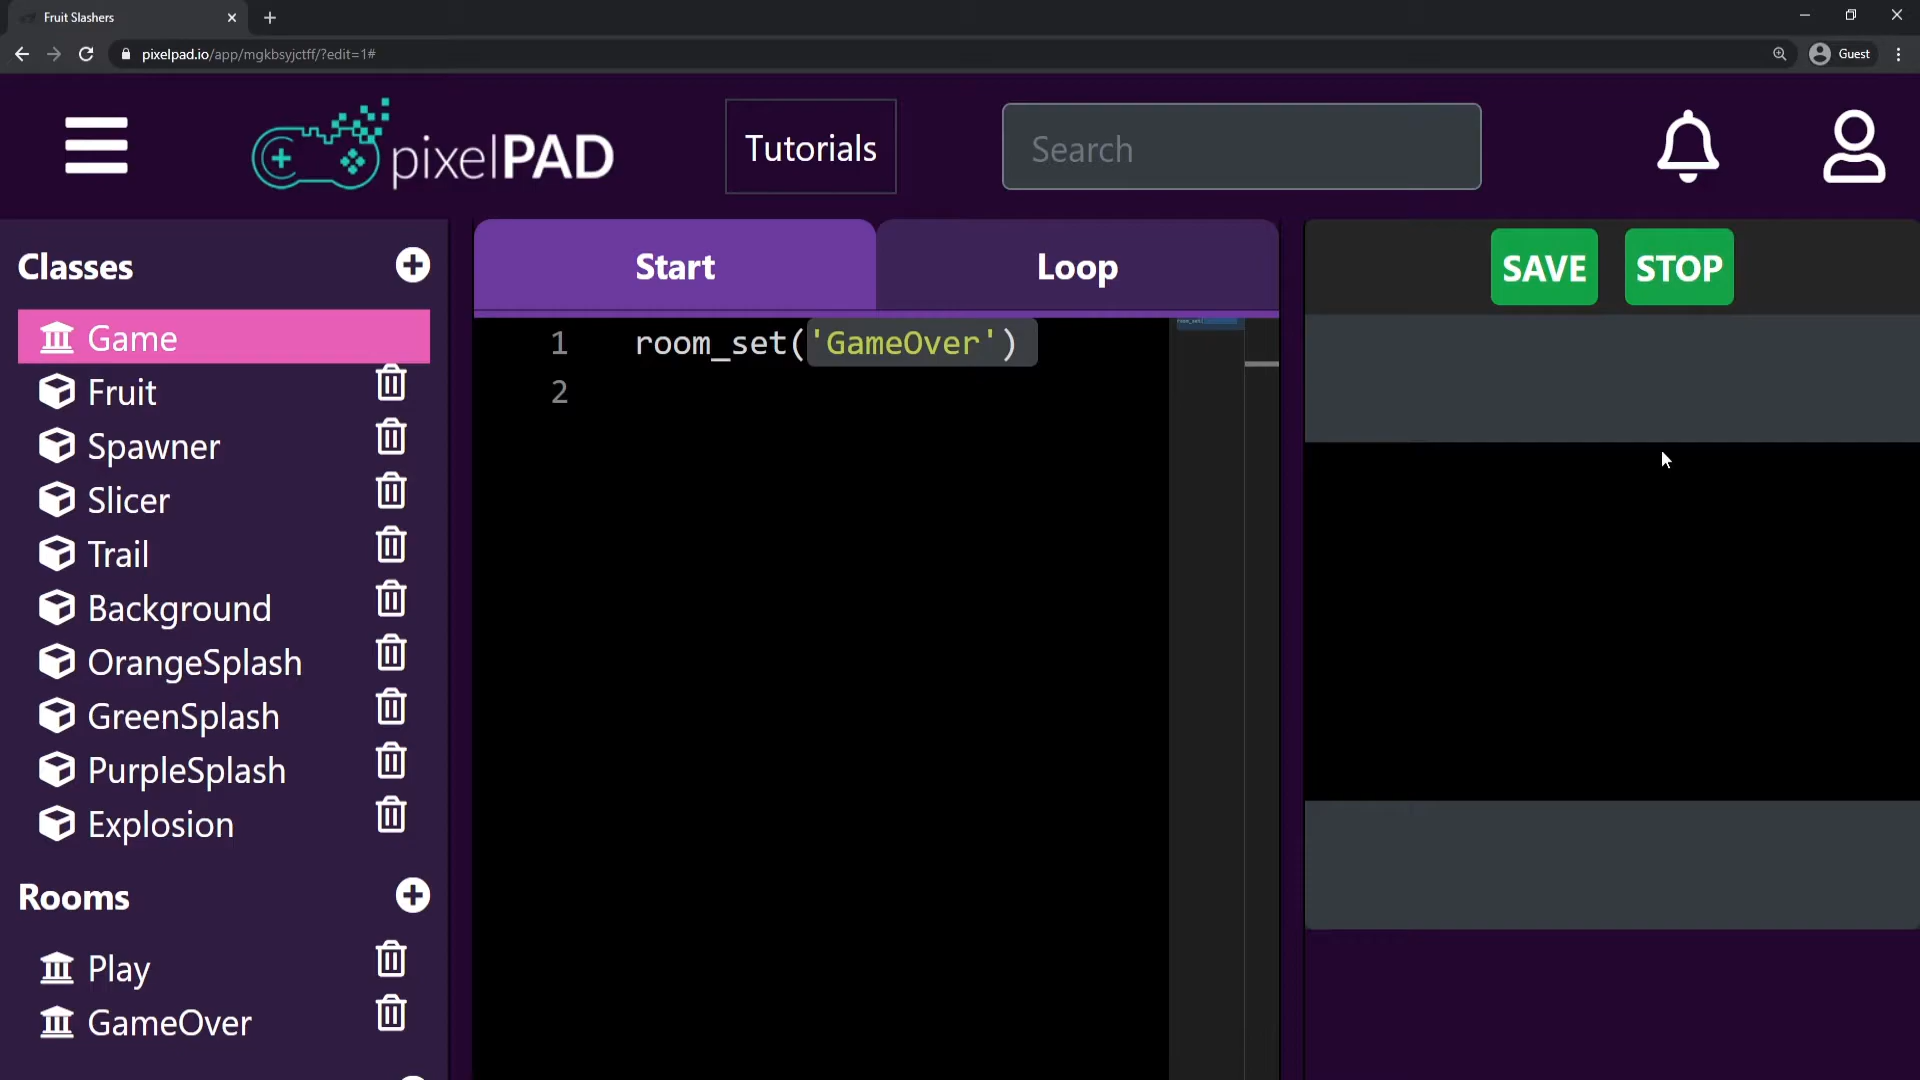 Fruit Slashers
pixelpad.io/app/mgkbsyjctff/?edit=1#
Guest
pixelPAD
Tutorials
Search
Classes
Game
Fruit
Spawner
Slicer
Trail
Background
OrangeSplash
GreenSplash
PurpleSplash
Explosion
Rooms
Play
GameOver
Start
Loop
1 room_set('GameOver')
2
SAVE
STOP